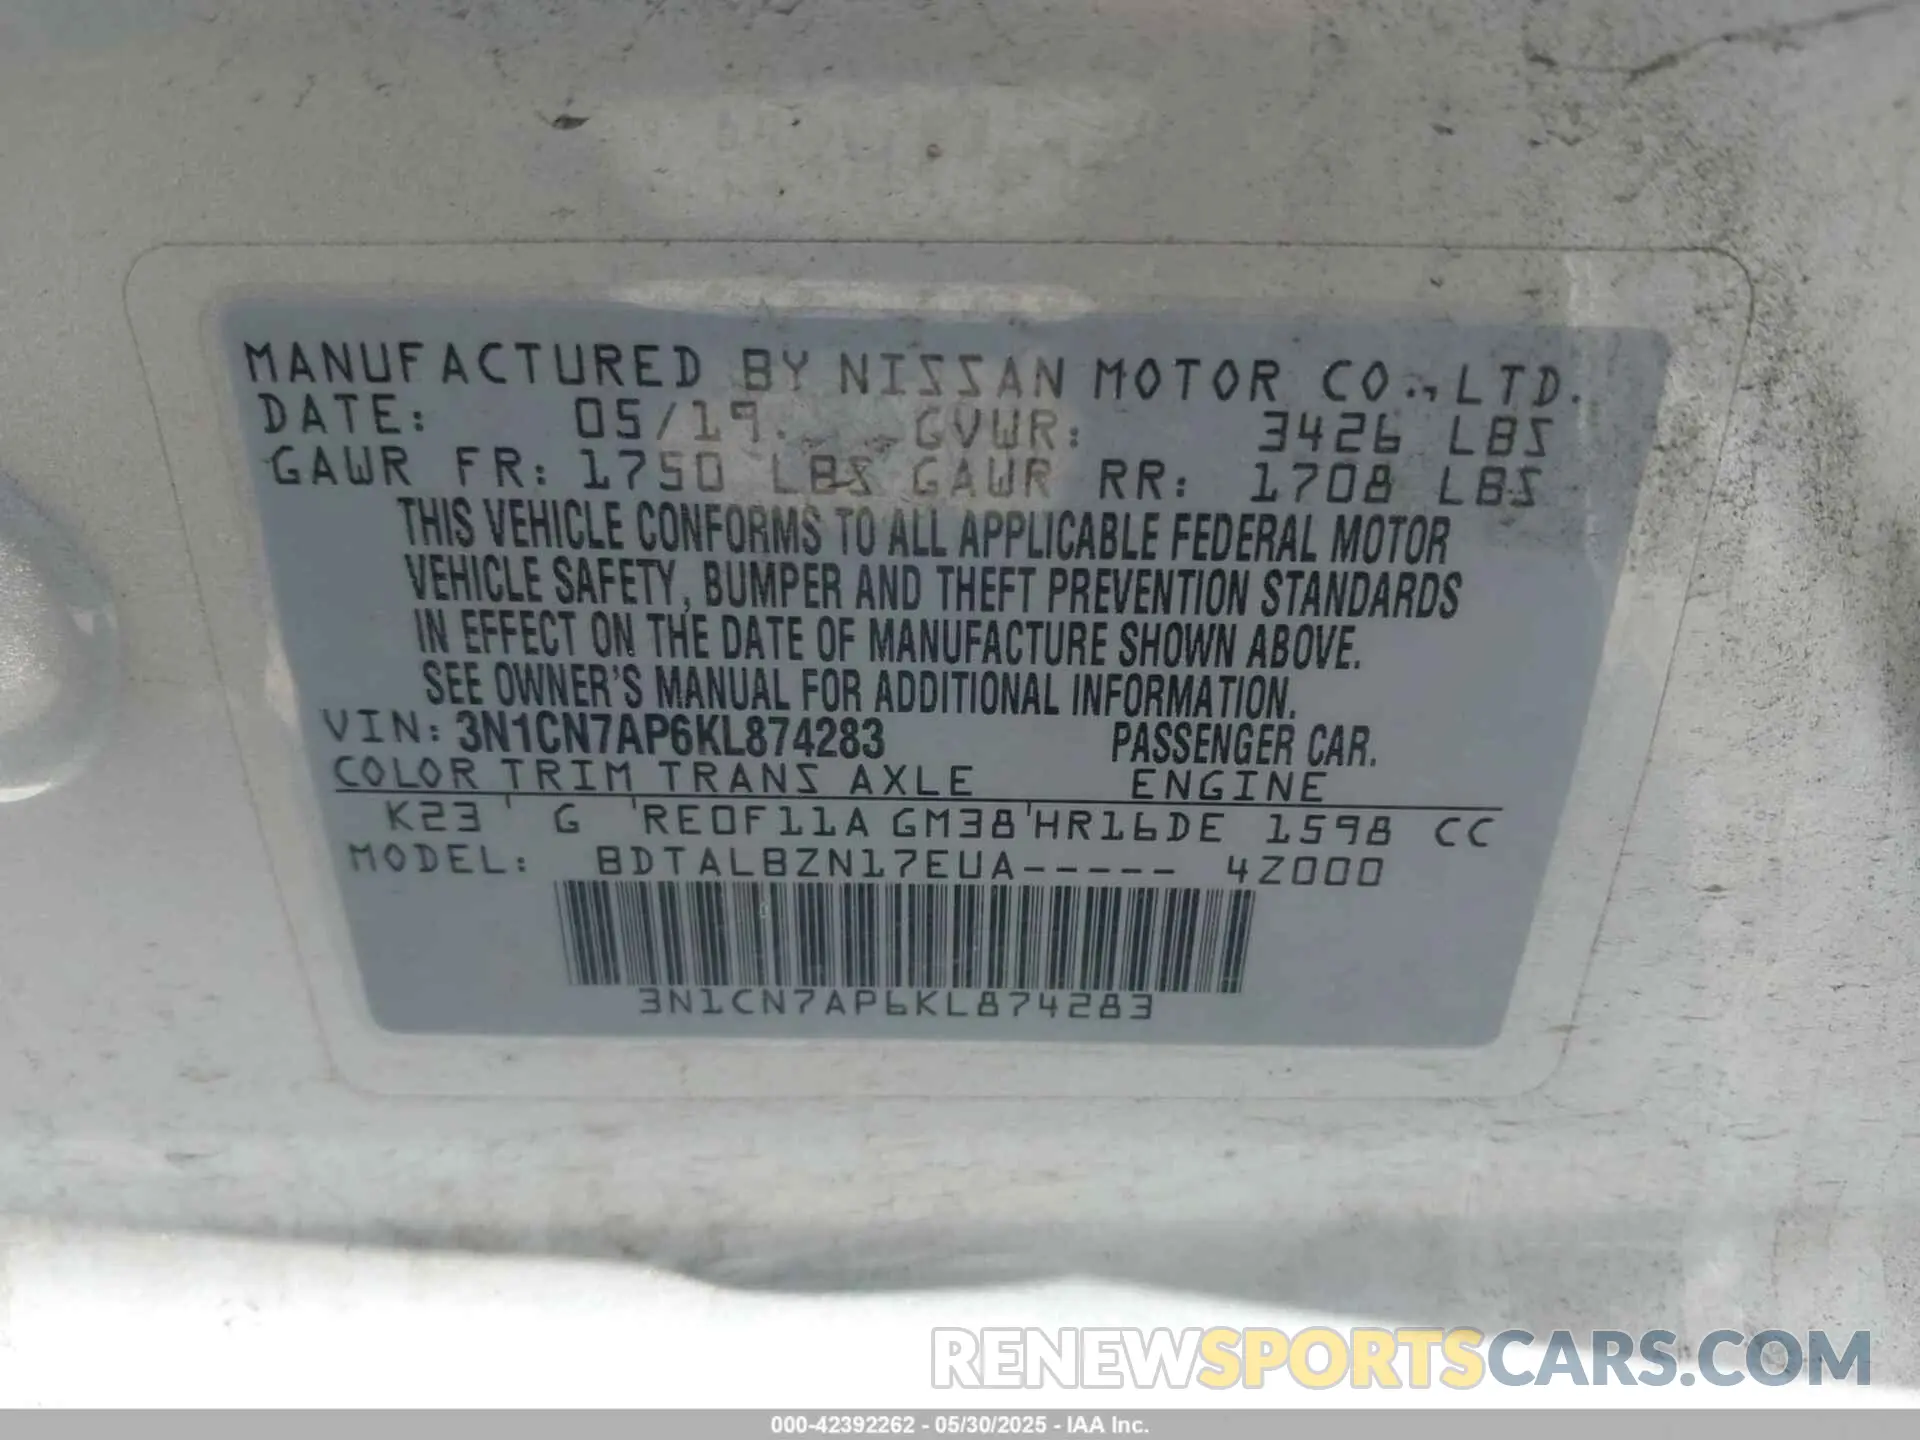 MANUFACTURED BY NISSAN MOTOR CO., LTD.
DATE: 05/19. GVWR: 3426 LBS
GAWR FR: 1750 LBS GAWR RR: 1708 LBS
THIS VEHICLE CONFORMS TO ALL APPLICABLE FEDERAL MOTOR
VEHICLE SAFETY, BUMPER AND THEFT PREVENTION STANDARDS
IN EFFECT ON THE DATE OF MANUFACTURE SHOWN ABOVE.
SEE OWNER'S MANUAL FOR ADDITIONAL INFORMATION.
VIN: 3N1CN7AP6KL874283 PASSENGER CAR.
COLOR TRIM TRANS AXLE ENGINE
K23 ' G 'RE0F11A GM38'HR16DE 1598 CC
MODEL: BDTALBZN17EUA----- 4Z000
3N1CN7AP6KL874283
RENEWSPORTSCARS.COM
000-42392262 - 05/30/2025 - IAA Inc.